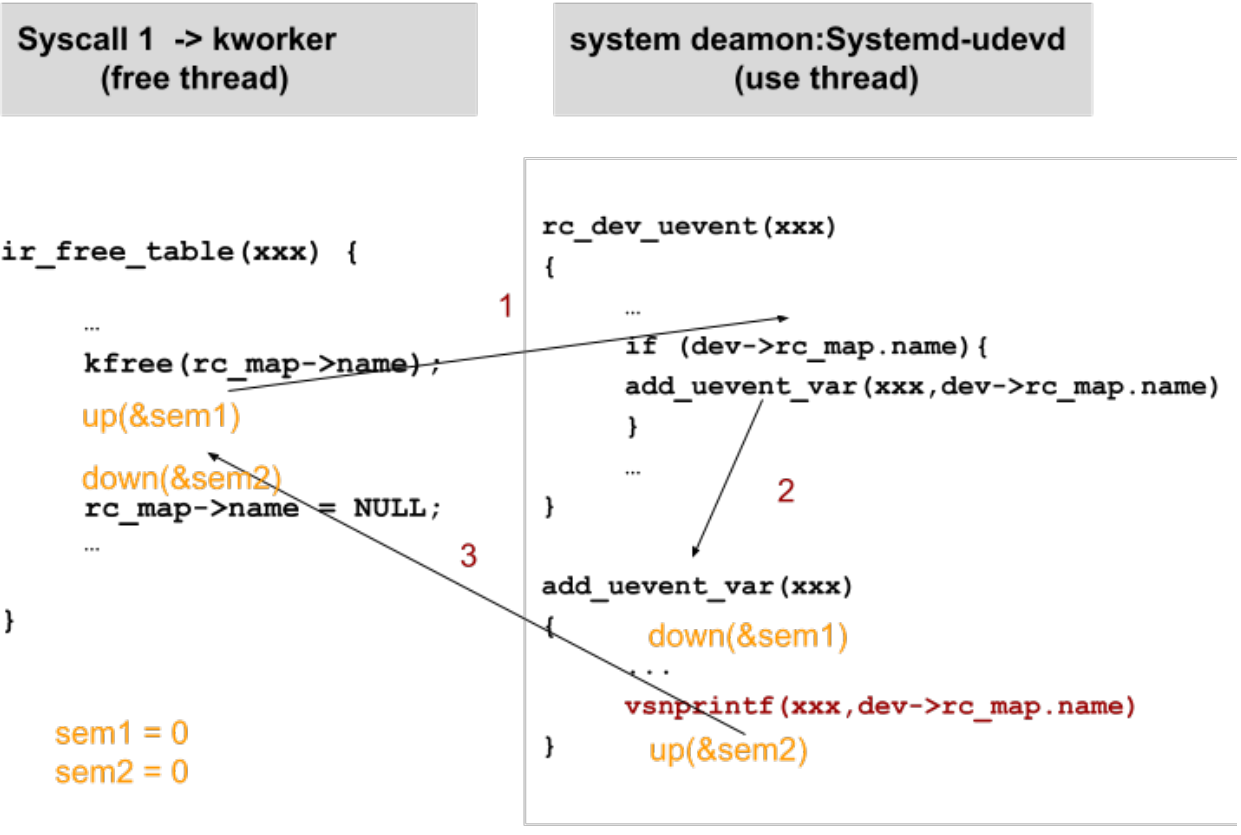 Syscall 1 -> kworker
(free thread)
system deamon:Systemd-udevd
(use thread)
ir_free_table(xxx) {
…
kfree(rc_map->name);
up(&sem1)
down(&sem2)
rc_map->name = NULL;
…
}
sem1 = 0
sem2 = 0
1
3
rc_dev_uevent(xxx)
{
…
if (dev->rc_map.name){
add_uevent_var(xxx,dev->rc_map.name)
}
…
2
}
add_uevent_var(xxx)
{
down(&sem1)
...
vsnprintf(xxx,dev->rc_map.name)
} up(&sem2)